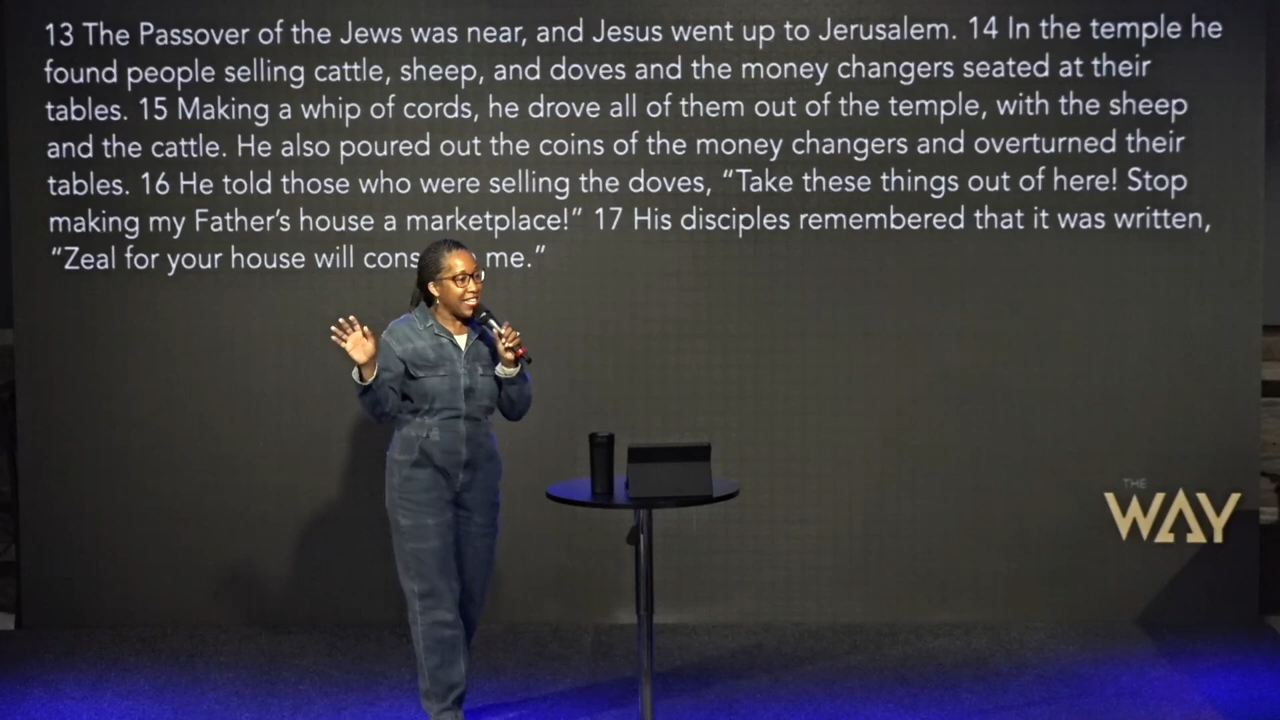 13 The Passover of the Jews was near, and Jesus went up to Jerusalem. 14 In the temple he
found people selling cattle, sheep, and doves and the money changers seated at their
tables. 15 Making a whip of cords, he drove all of them out of the temple, with the sheep
and the cattle. He also poured out the coins of the money changers and overturned their
tables. 16 He told those who were selling the doves, “Take these things out of here! Stop
making my Father’s house a marketplace!” 17 His disciples remembered that it was written,
“Zeal for your house will cons me.”
THE
WAY